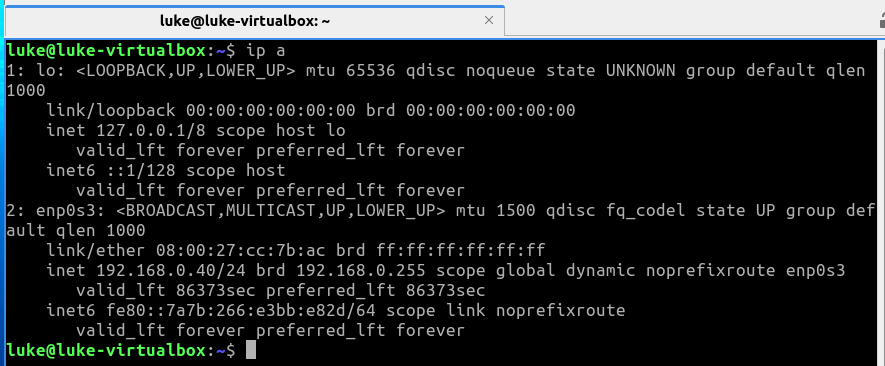 luke@luke-virtualbox: ~
luke@luke-virtualbox:~$ ip a
1: lo: <LOOPBACK,UP,LOWER_UP> mtu 65536 qdisc noqueue state UNKNOWN group default qlen
1000
    link/loopback 00:00:00:00:00:00 brd 00:00:00:00:00:00
    inet 127.0.0.1/8 scope host lo
       valid_lft forever preferred_lft forever
    inet6 ::1/128 scope host
       valid_lft forever preferred_lft forever
2: enp0s3: <BROADCAST,MULTICAST,UP,LOWER_UP> mtu 1500 qdisc fq_codel state UP group def
ault qlen 1000
    link/ether 08:00:27:cc:7b:ac brd ff:ff:ff:ff:ff:ff
    inet 192.168.0.40/24 brd 192.168.0.255 scope global dynamic noprefixroute enp0s3
       valid_lft 86373sec preferred_lft 86373sec
    inet6 fe80::7a7b:266:e3bb:e82d/64 scope link noprefixroute
       valid_lft forever preferred_lft forever
luke@luke-virtualbox:~$